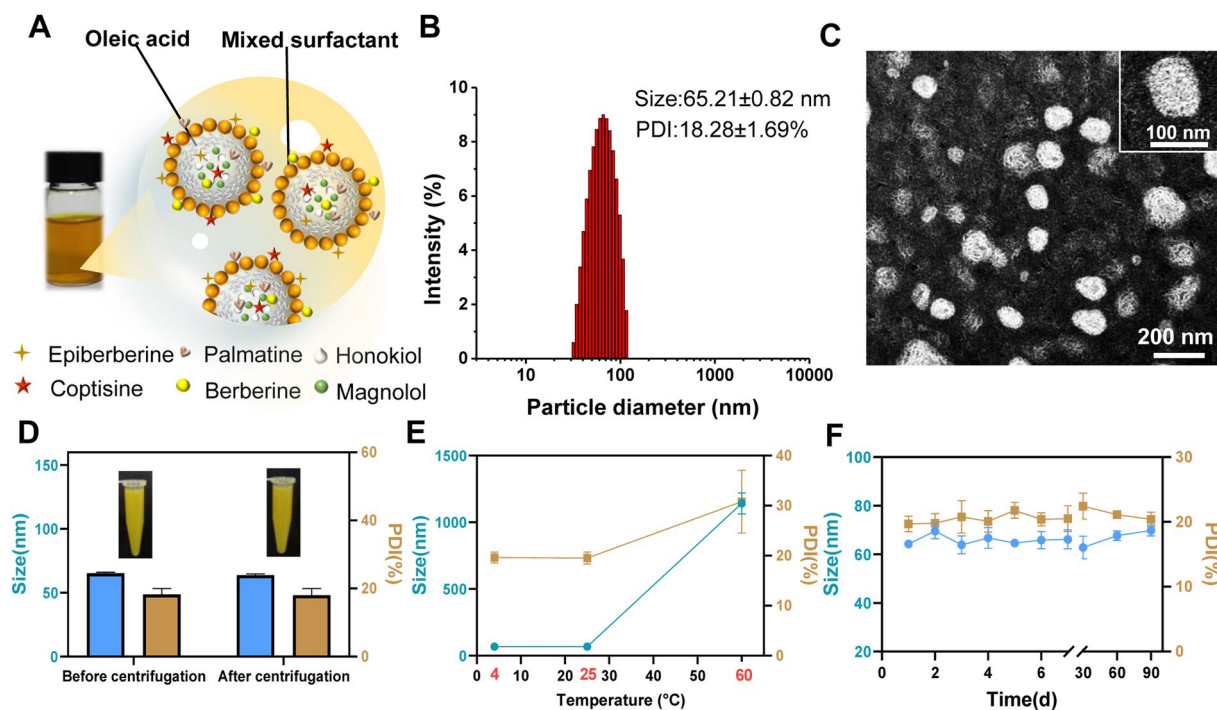 A
Oleic acid
Mixed surfactant
Epiberberine
Palmatine
Honokiol
Coptisine
Berberine
Magnolol
B
Size:65.21±0.82 nm
PDI:18.28±1.69%
Intensity (%)
10
8
6
4
2
0
10
100
1000
10000
Particle diameter (nm)
C
100 nm
200 nm
D
Size(nm)
150
100
50
0
PDI(%)
60
40
20
0
Before centrifugation
After centrifugation
E
Size(nm)
1500
1000
500
0
PDI(%)
40
30
20
10
0
0
4
10
20
25
30
40
50
60
Temperature (°C)
F
Size(nm)
100
80
60
40
20
PDI(%)
30
20
10
0
0
2
4
6
30
60
90
Time(d)